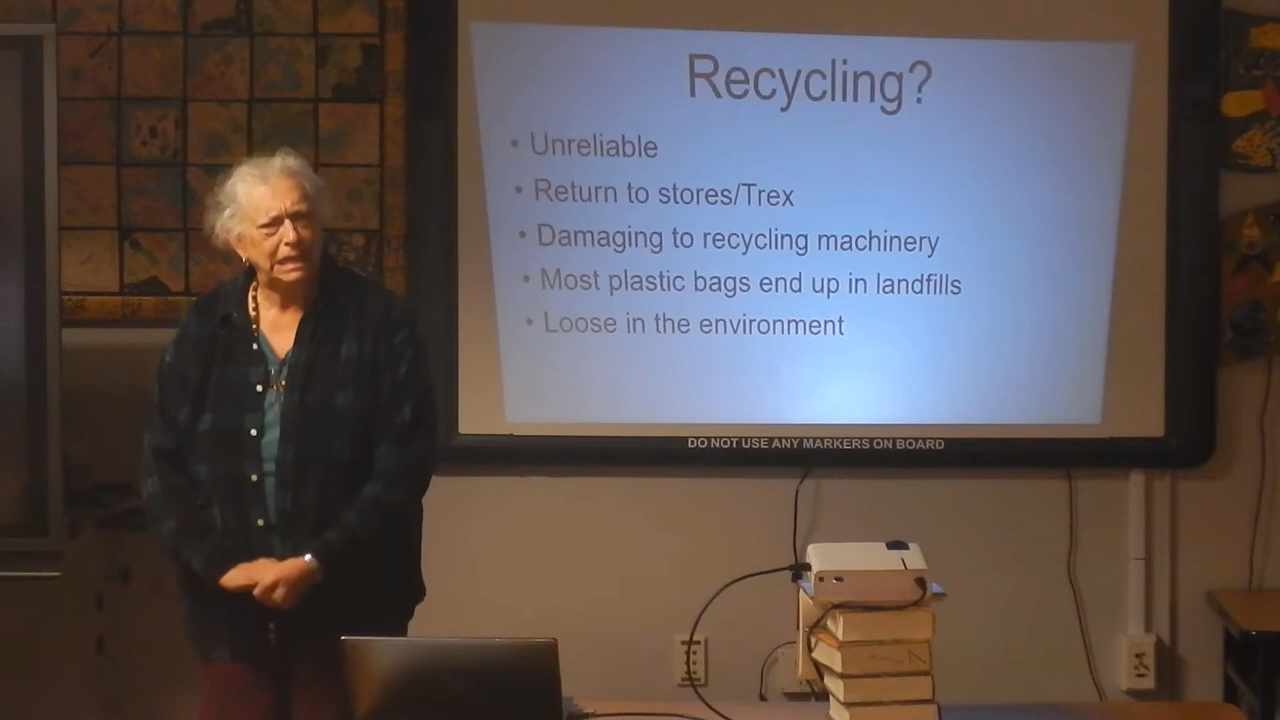 Recycling?
• Unreliable
• Return to stores/Trex
• Damaging to recycling machinery
• Most plastic bags end up in landfills
• Loose in the environment
DO NOT USE ANY MARKERS ON BOARD